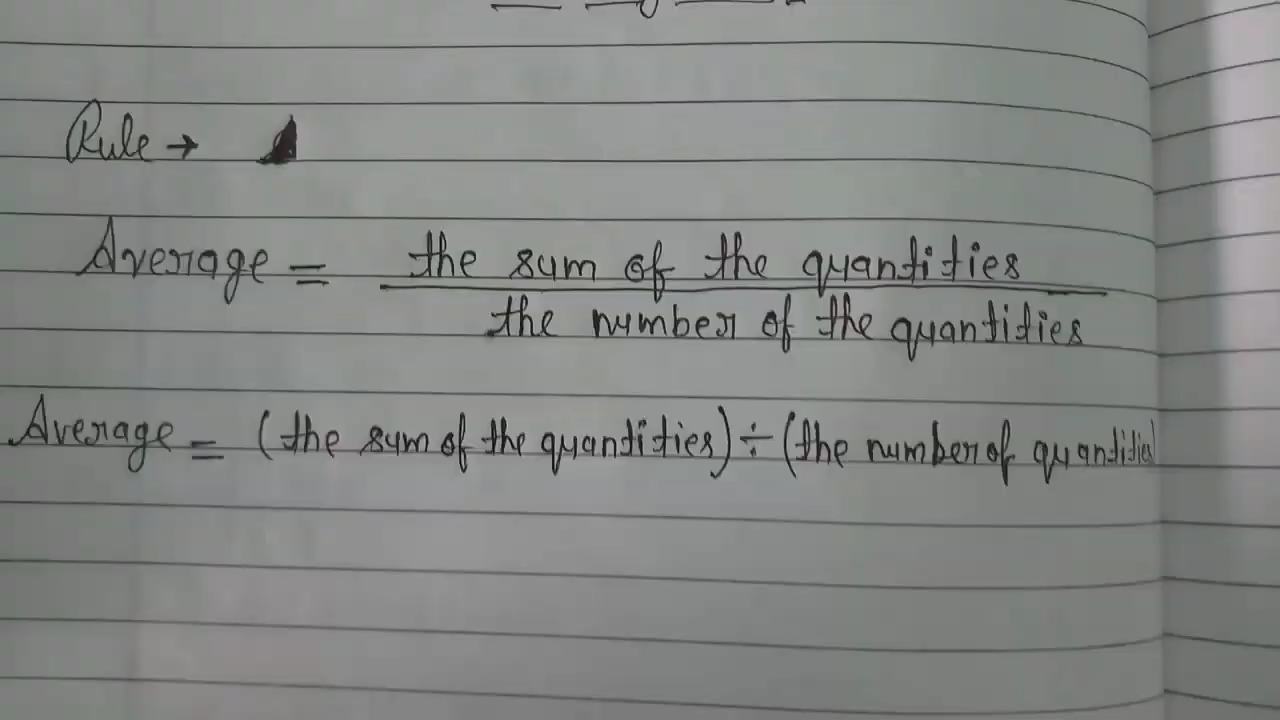 Rule →
Average = the sum of the quantities
the number of the quantities
Average = (the sum of the quantities) ÷ (the number of quantities